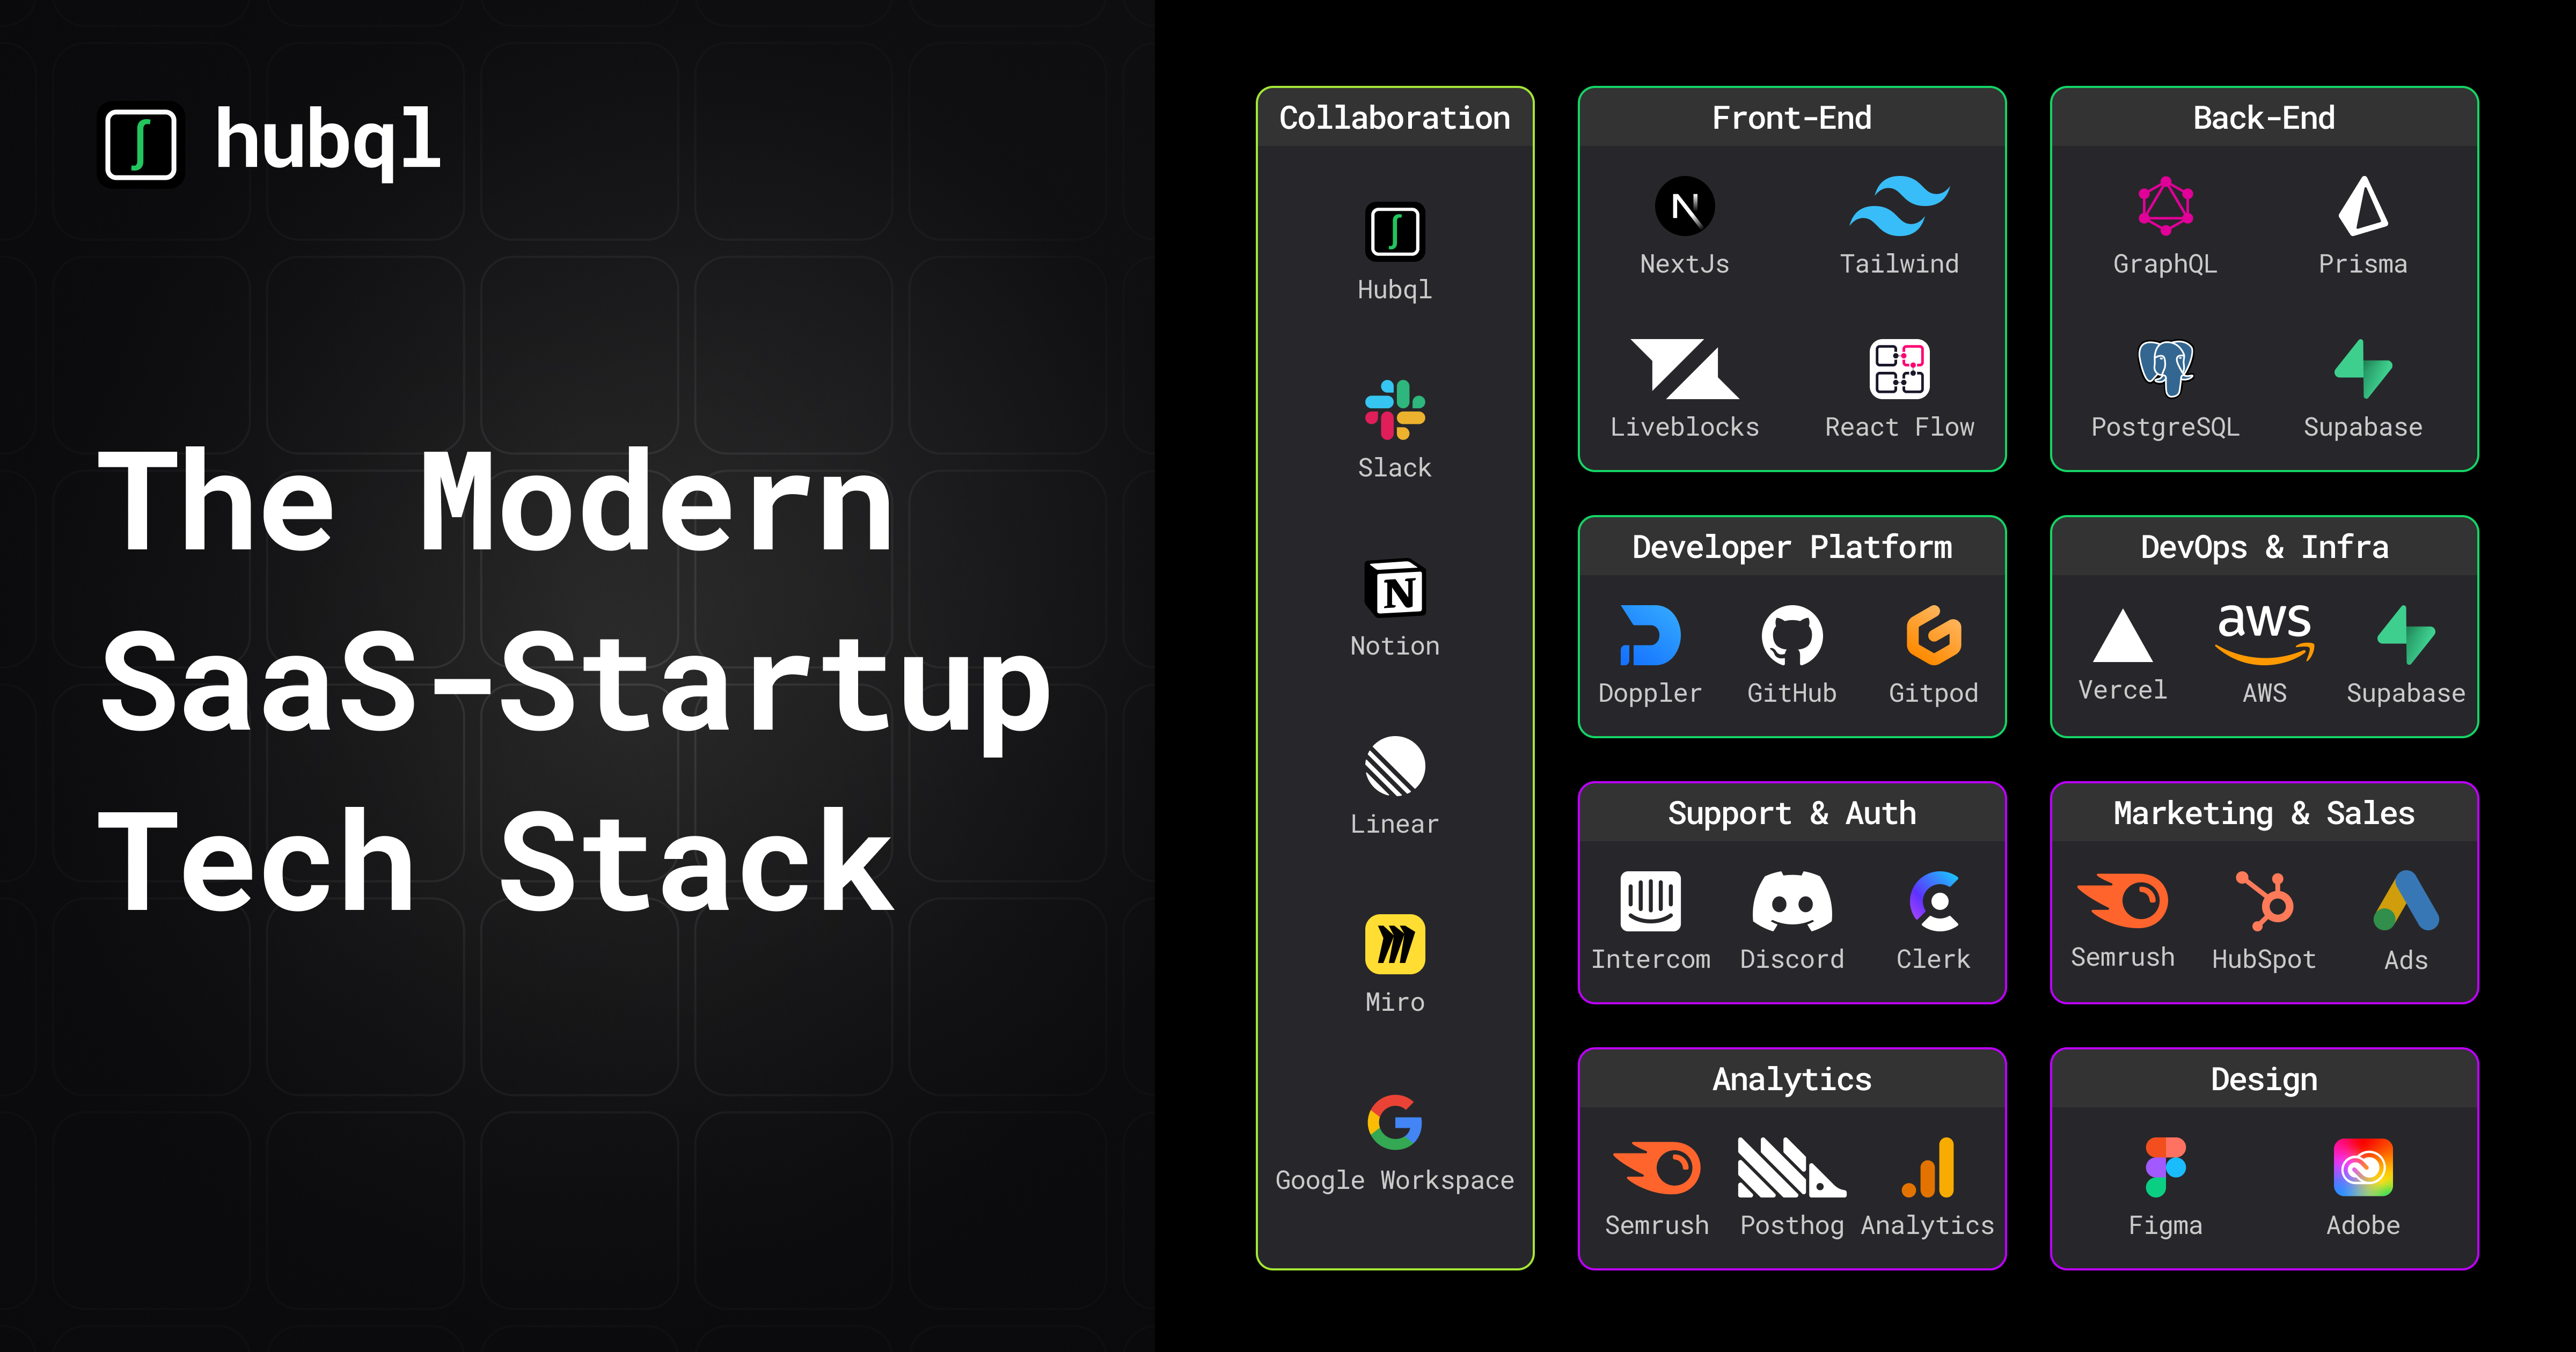 hubql
The Modern
SaaS-Startup
Tech Stack
Collaboration
Hubql
Slack
N
Notion
Linear
Miro
Google Workspace
Front-End
N
NextJs
Tailwind
Liveblocks
React Flow
Back-End
GraphQL
Prisma
PostgreSQL
Supabase
Developer Platform
Doppler
GitHub
Gitpod
DevOps & Infra
aws
Vercel
AWS
Supabase
Support & Auth
Intercom
Discord
Clerk
Marketing & Sales
Semrush
HubSpot
Ads
Analytics
Semrush
Posthog
Analytics
Design
Figma
Adobe